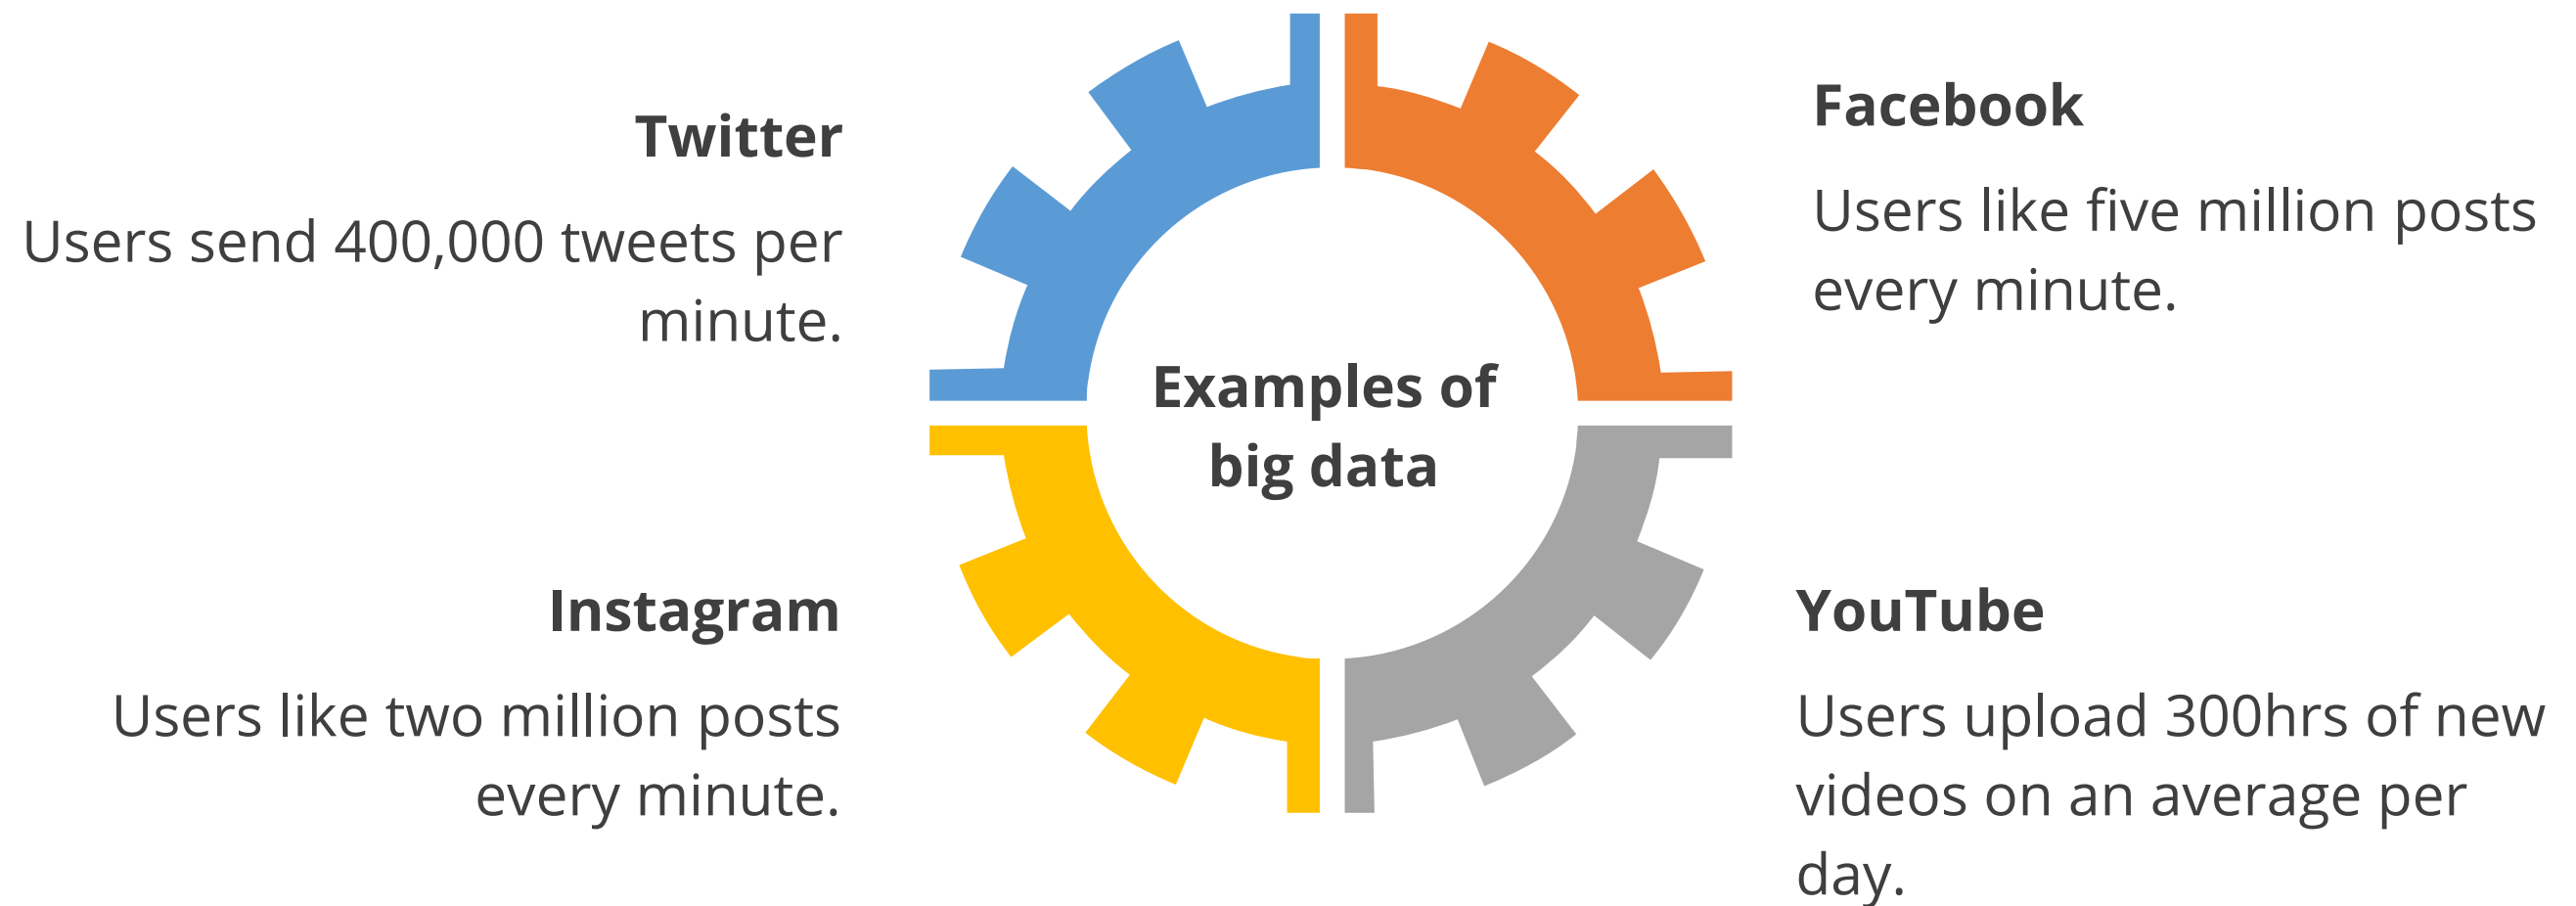 Twitter
Users send 400,000 tweets per
minute.
Facebook
Users like five million posts
every minute.
Examples of
big data
Instagram
Users like two million posts
every minute.
YouTube
Users upload 300hrs of new
videos on an average per
day.